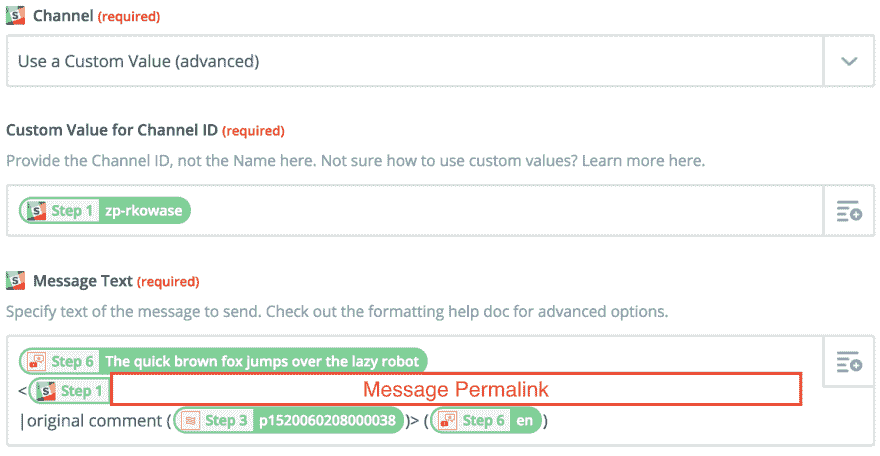 Channel (required)
Use a Custom Value (advanced)
Custom Value for Channel ID (required)
Provide the Channel ID, not the Name here. Not sure how to use custom values? Learn more here.
Step 1 zp-rkowase
Message Text (required)
Specify text of the message to send. Check out the formatting help doc for advanced options.
Step 6 The quick brown fox jumps over the lazy robot
< Step 1 Message Permalink
|original comment ( Step 3 p1520060208000038 )> ( Step 6 en )